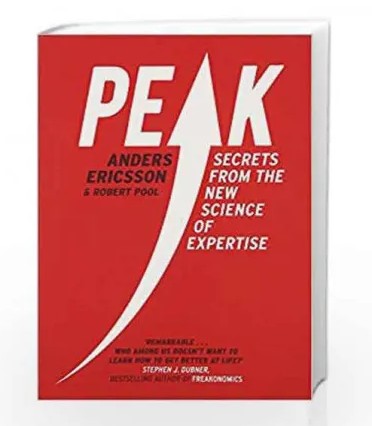 PEAK
ANDERS
ERICSSON
& ROBERT POOL
SECRETS
FROM THE
NEW
SCIENCE
OF
EXPERTISE
'REMARKABLE . . .
WHO AMONG US DOESN'T WANT TO
LEARN HOW TO GET BETTER AT LIFE?'
STEPHEN J. DUBNER,
BESTSELLING AUTHOR OF FREAKONOMICS